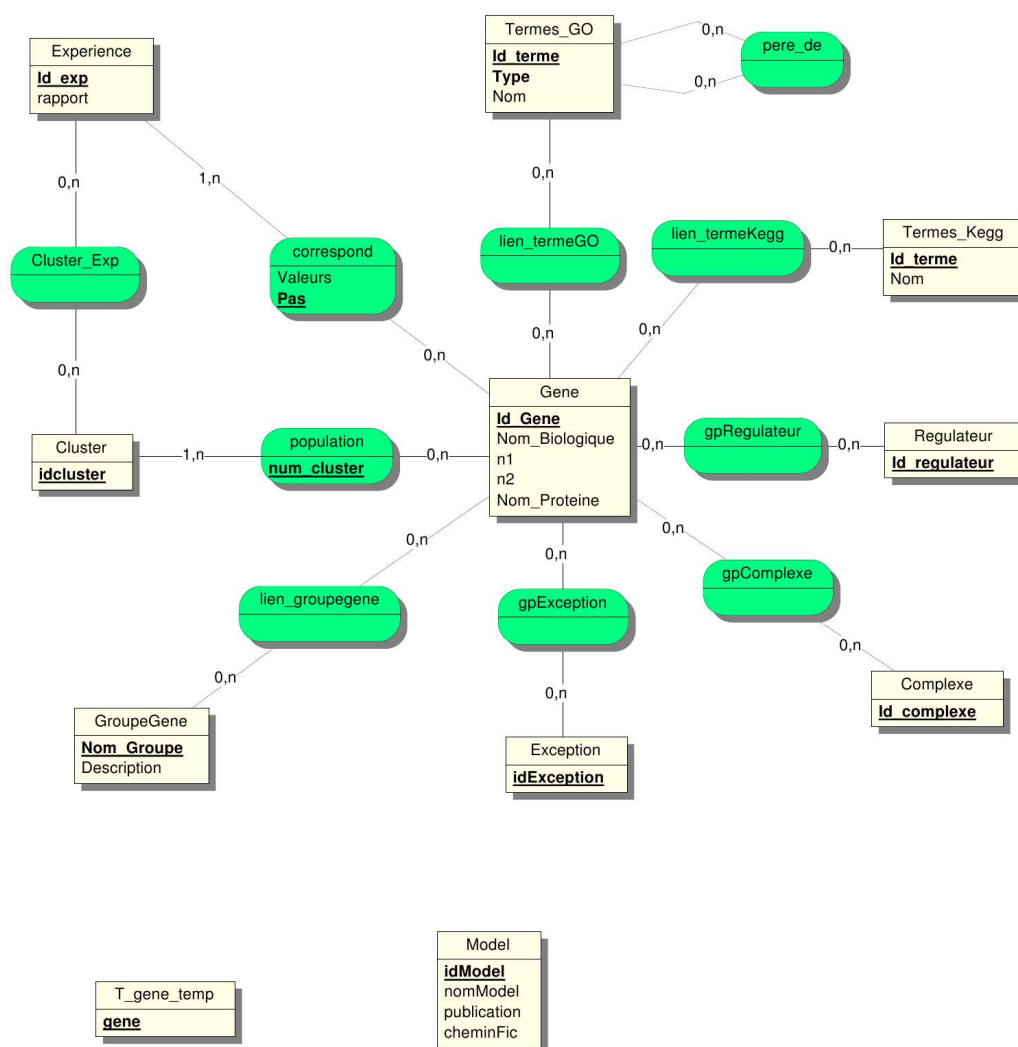 Termes_GO
Id_terme
Type
Nom
0,n
0,n
pere_de
Experience
Id_exp
rapport
0,n
1,n
0,n
Cluster_Exp
correspond
Valeurs
Pas
lien_termeGO
lien_termeKegg
0,n
Termes_Kegg
Id_terme
Nom
0,n
0,n
0,n
0,n
Cluster
idcluster
1,n
population
num_cluster
0,n
Gene
Id_Gene
Nom_Biologique
n1
n2
Nom_Proteine
0,n
gpRegulateur
0,n
Regulateur
Id_regulateur
0,n
0,n
0,n
lien_groupegene
gpException
gpComplexe
0,n
0,n
0,n
GroupeGene
Nom_Groupe
Description
Exception
idException
Complexe
Id_complexe
T_gene_temp
gene
Model
idModel
nomModel
publication
cheminFic